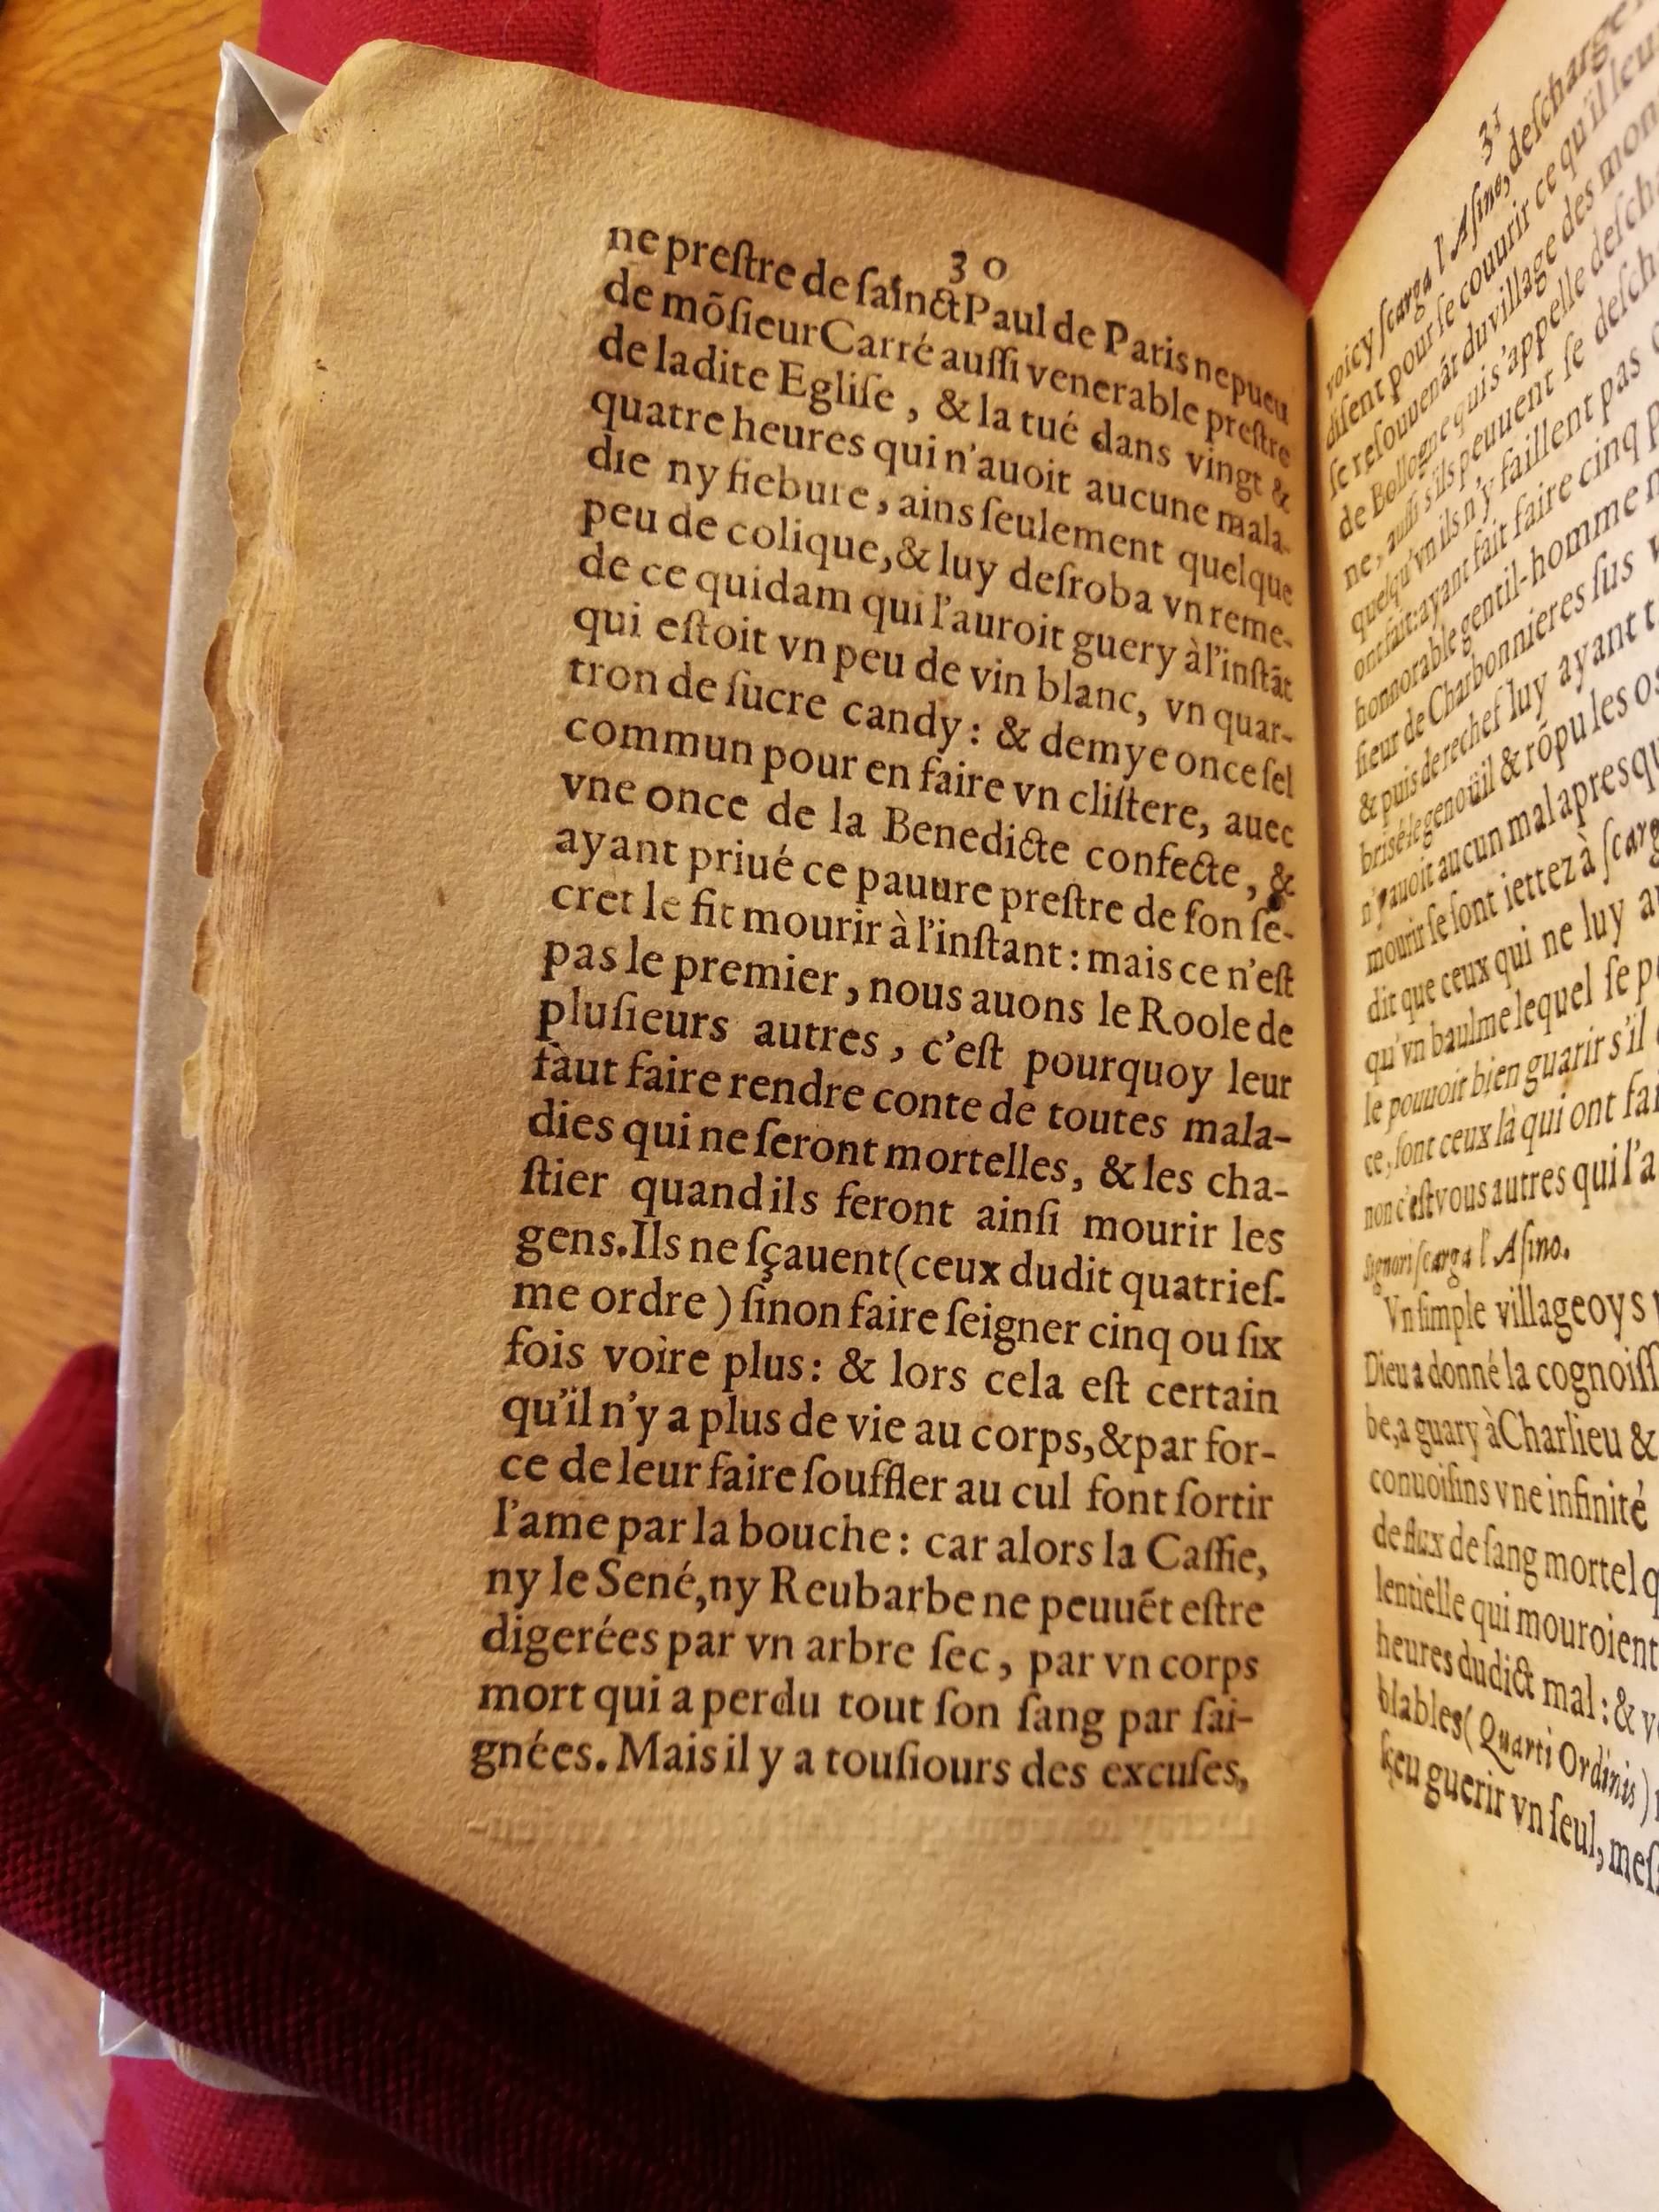 30
ne preſtre de ſainct Paul de Paris nepueu
de mõſieur Carré auſſi venerable preſtre
de ladite Egliſe, & la tué dans vingt &
quatre heures qui n'auoit aucune mala-
die ny fiebure, ains ſeulement quelque
peu de colique, & luy deſroba vn reme-
de ce quidam qui l'auroit guery à l'inſtãt
qui eſtoit vn peu de vin blanc, vn quar-
tron de ſucre candy: & demye once ſel
commun pour en faire vn cliſtere, auec
vne once de la Benedicte confecte, &
ayant priué ce pauure preſtre de ſon ſe-
cret le fit mourir à l'inſtant: mais ce n'eſt
pas le premier, nous auons le Roole de
pluſieurs autres, c'eſt pourquoy leur
faut faire rendre conte de toutes mala-
dies qui ne ſeront mortelles, & les cha-
ſtier quand ils feront ainſi mourir les
gens. Ils ne ſçauent (ceux dudit quatrieſ-
me ordre) ſinon faire ſeigner cinq ou ſix
fois voire plus: & lors cela eſt certain
qu'il n'y a plus de vie au corps, & par for-
ce de leur faire ſouffler au cul font ſortir
l'ame par la bouche: car alors la Caſſie,
ny le Sené, ny Reubarbe ne peuuẽt eſtre
digerées par vn arbre ſec, par vn corps
mort qui a perdu tout ſon ſang par ſai-
gnées. Mais il y a touſiours des excuſes,
31
voicy ſcarga l'Aſino, deſcharge
diſent pour ſe couurir ce qu'il leur
ſe reſouuenãt du village des mon
de Bollogne qui s'appelle deſcha
ne, auſſi s'ils peuuent ſe deſch
quelqu'vn ils n'y faillent pas
ont fait: ayant fait faire cinq
honnorable gentil-homme
ſieur de Charbonnieres ſus
& puis derechef luy ayant
briſé le genoüil & rõpu les os
n'y auoit aucun mal apres qu
mourir ſe ſont iettez à ſcarg
dit que ceux qui ne luy
qu'vn baulme lequel ſe
le pouuoit bien guarir s'il
ce, ſont ceux là qui ont fai
non c'eſt vous autres qui l'a
Signori ſcarga l'Aſino.
Vn ſimple villageoys
Dieu a donné la cognoiſſ
be, a guary à Charlieu &
conuoiſins vne infinité
de flux de ſang mortel q
lentielle qui mouroient
heures dudict mal: & v
blables (Quarti Ordinis)
ſçeu guerir vn ſeul, meſ